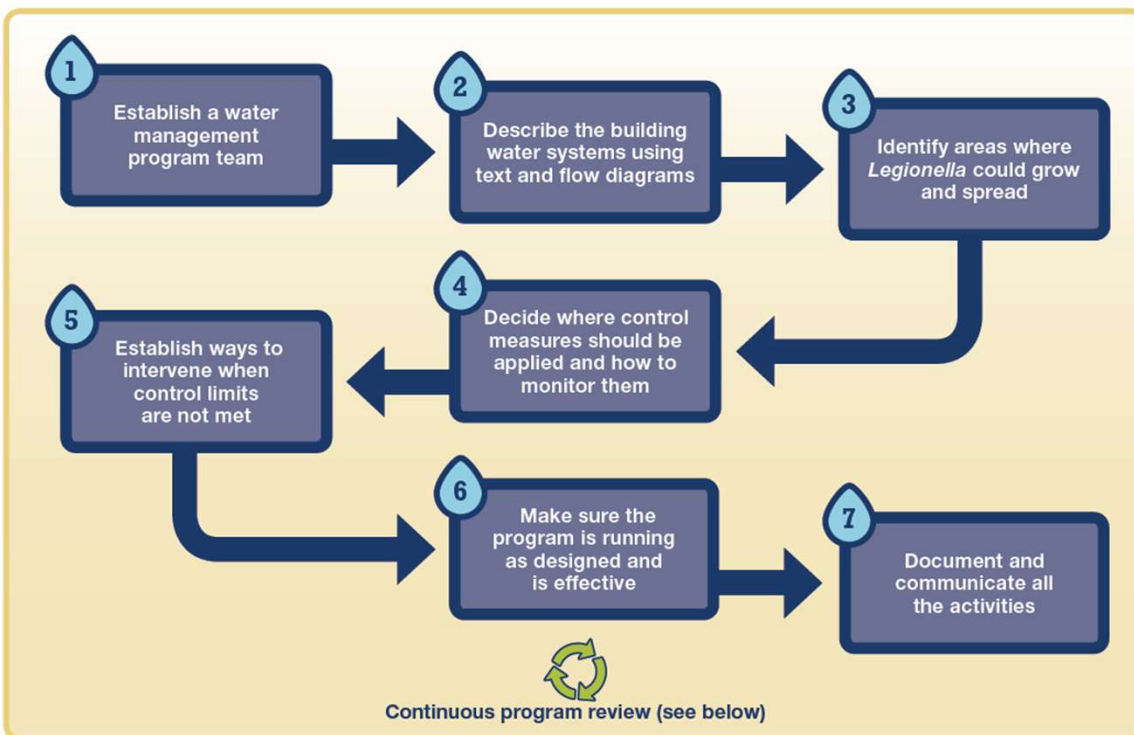 1
Establish a water
management
program team
2
Describe the building
water systems using
text and flow diagrams
3
Identify areas where
Legionella could grow
and spread
4
Decide where control
measures should be
applied and how to
monitor them
5
Establish ways to
intervene when
control limits
are not met
6
Make sure the
program is running
as designed and
is effective
7
Document and
communicate all
the activities
Continuous program review (see below)